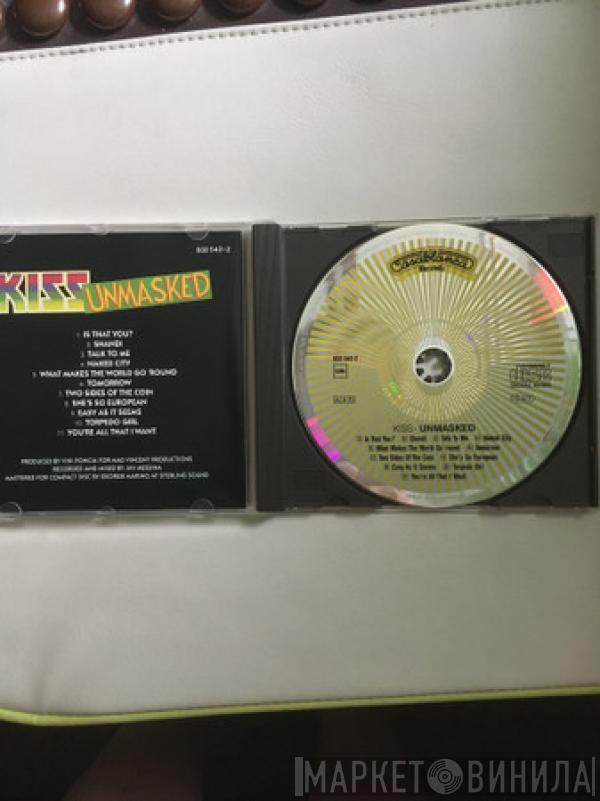 800 542-2
KISS UNMASKED
1. IS THAT YOU?
2. SHANDI
3. TALK TO ME
4. NAKED CITY
5. WHAT MAKES THE WORLD GO 'ROUND
6. TOMORROW
7. TWO SIDES OF THE COIN
8. SHE'S SO EUROPEAN
9. EASY AS IT SEEMS
10. TORPEDO GIRL
11. YOU'RE ALL THAT I WANT
PRODUCED BY VINI PONCIA FOR MAD VINCENT PRODUCTIONS
RECORDED AND MIXED BY JAY MESSINA
MASTERED FOR COMPACT DISC BY GEORGE MARINO AT STERLING SOUND
Casablanca
Records
KISS · UNMASKED
Is That You? Shandi Talk To Me Naked City
What Makes The World Go 'round Tomorrow
Two Sides Of The Coin She's So European
Easy As It Seems Torpedo Girl
You're All That I Want
МАРКЕТ ВИНИЛА